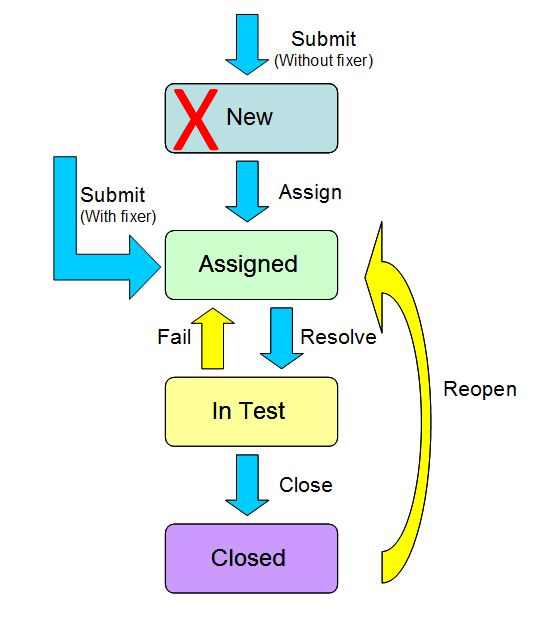 Submit
(Without fixer)
X New
Assign
Submit
(With fixer)
Assigned
Fail
Resolve
Reopen
In Test
Close
Closed